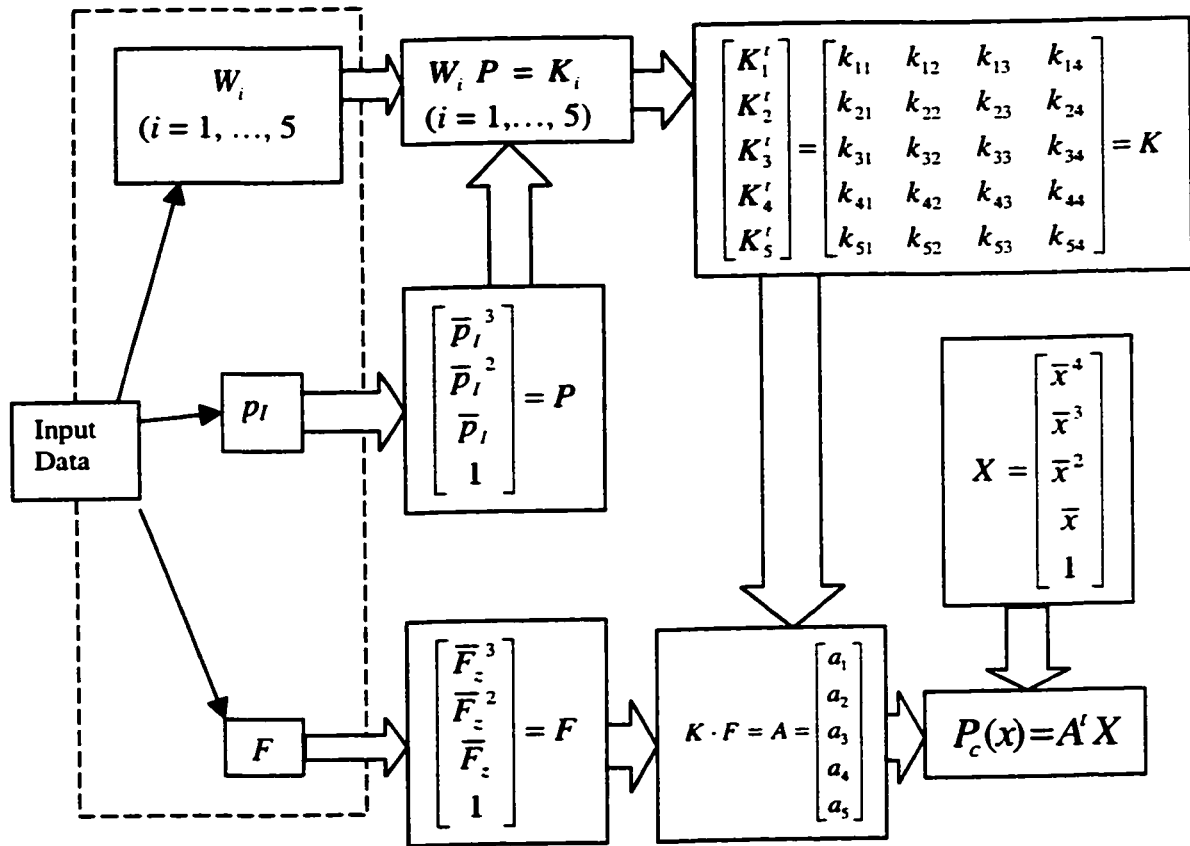 W_i
(i = 1, …, 5
W_i P = K_i
(i = 1,…, 5)
[K_1^t K_2^t K_3^t K_4^t K_5^t] = [k_11 k_12 k_13 k_14
k_21 k_22 k_23 k_24
k_31 k_32 k_33 k_34
k_41 k_42 k_43 k_44
k_51 k_52 k_53 k_54] = K
Input
Data
p_I
[p̅_I^3
p̅_I^2
p̅_I
1] = P
X = [x̅^4
x̅^3
x̅^2
x̅
1]
F
[F̅_z^3
F̅_z^2
F̅_z
1] = F
K · F = A = [a_1
a_2
a_3
a_4
a_5]
P_c(x)=A^t X